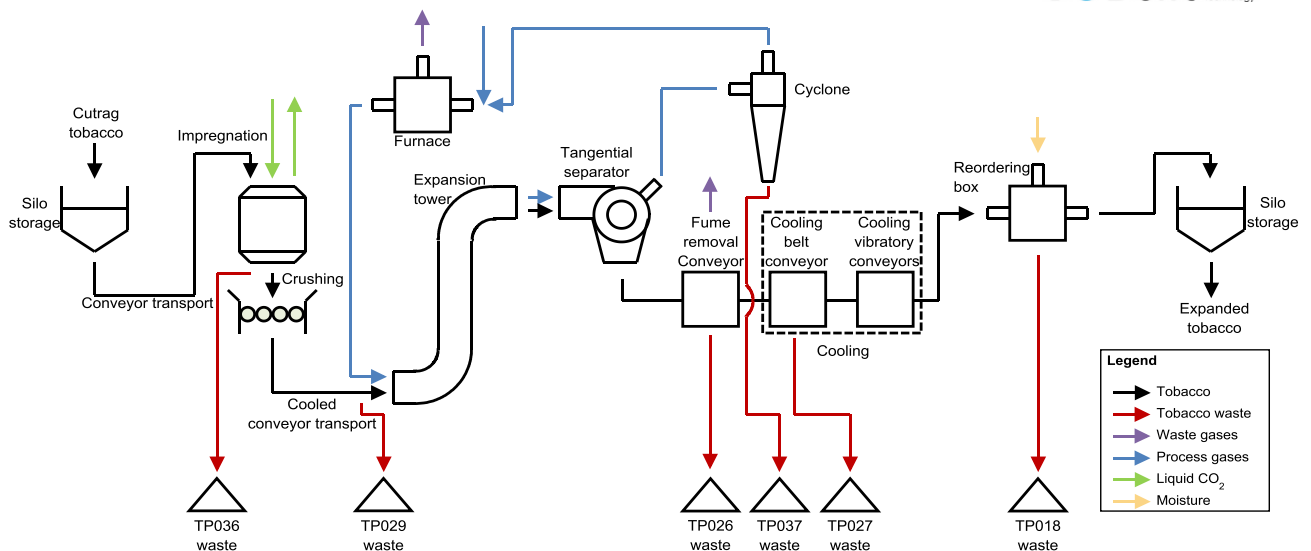 Cutrag
tobacco
Silo
storage
Conveyor transport
Impregnation
Crushing
Cooled
conveyor transport
Furnace
Expansion
tower
Tangential
separator
Cyclone
Fume
removal
Conveyor
Cooling
belt
conveyor
Cooling
vibratory
conveyors
Cooling
Reordering
box
Silo
storage
Expanded
tobacco
Legend
Tobacco
Tobacco waste
Waste gases
Process gases
Liquid CO2
Moisture
TP036
waste
TP029
waste
TP026
waste
TP037
waste
TP027
waste
TP018
waste